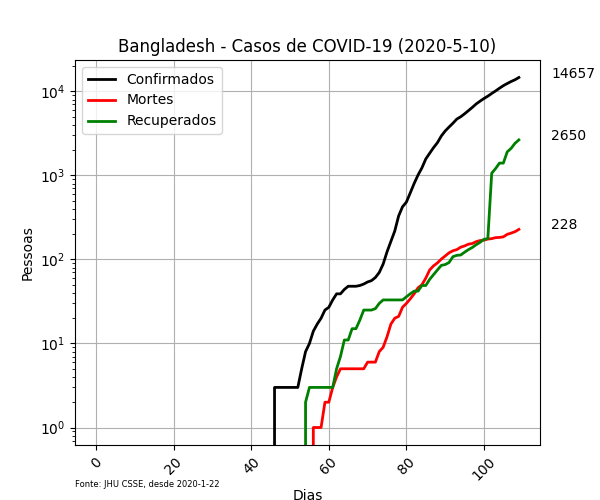 Bangladesh - Casos de COVID-19 (2020-5-10)
Confirmados
Mortes
Recuperados
14657
2650
228
Pessoas
10⁴
10³
10²
10¹
10⁰
0 20 40 60 80 100
Fonte: JHU CSSE, desde 2020-1-22
Dias